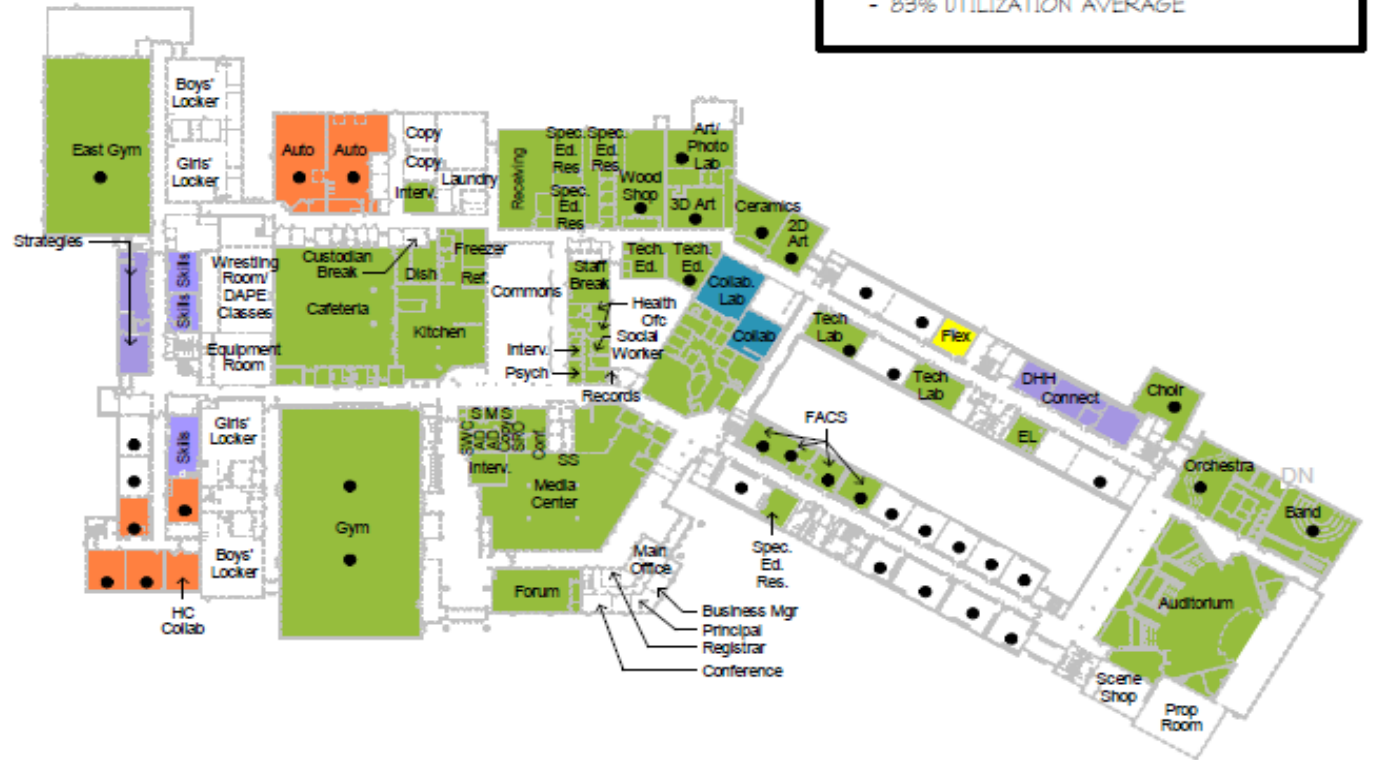 - 83% UTILIZATION AVERAGE
Boys'
Locker
Girls'
Locker
East Gym
Auto
Auto
Copy
Copy
Interv.
Laundry
Receiving
Spec.
Ed.
Res
Spec.
Ed.
Res
Spec.
Ed.
Res
Wood
Shop
Art/
Photo
Lab
3D Art
Ceramics
2D
Art
Strategies
Skills
Skills
Wrestling
Room/
DAPE
Classes
Equipment
Room
Custodian
Break
Cafeteria
Dish
Freezer
Ref.
Kitchen
Commons
Staff
Break
Health
Ofc
Social
Worker
Interv.
Psych
Records
Tech.
Ed.
Tech.
Ed.
Collab.
Lab
Collab
Tech
Lab
Flex
Tech
Lab
DHH
Connect
Choir
FACS
EL
Orchestra
DN
Band
Skills
Girls'
Locker
Boys'
Locker
Gym
S M S
SWC
AD
AD
SRO
Conf.
Interv.
SS
Media
Center
Main
Office
Forum
Spec.
Ed.
Res.
Auditorium
HC
Collab
Business Mgr
Principal
Registrar
Conference
Scene
Shop
Prop
Room